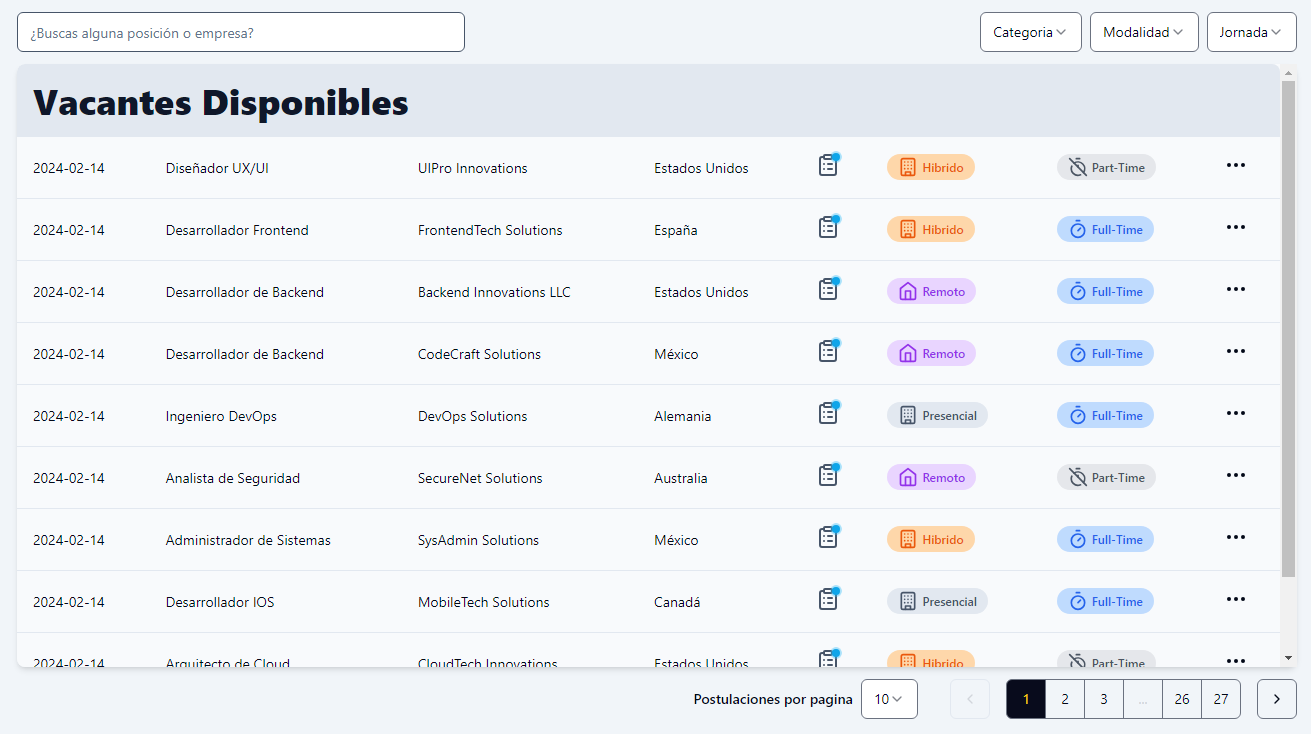 ¿Buscas alguna posición o empresa? Categoria Modalidad Jornada
Vacantes Disponibles
2024-02-14 Diseñador UX/UI UIPro Innovations Estados Unidos Hibrido Part-Time
2024-02-14 Desarrollador Frontend FrontendTech Solutions España Hibrido Full-Time
2024-02-14 Desarrollador de Backend Backend Innovations LLC Estados Unidos Remoto Full-Time
2024-02-14 Desarrollador de Backend CodeCraft Solutions México Remoto Full-Time
2024-02-14 Ingeniero DevOps DevOps Solutions Alemania Presencial Full-Time
2024-02-14 Analista de Seguridad SecureNet Solutions Australia Remoto Part-Time
2024-02-14 Administrador de Sistemas SysAdmin Solutions México Hibrido Full-Time
2024-02-14 Desarrollador IOS MobileTech Solutions Canadá Presencial Full-Time
2024-02-14 Arquitecto de Cloud CloudTech Innovations Estados Unidos Hibrido Part-Time
Postulaciones por pagina 10 1 2 3 ... 26 27